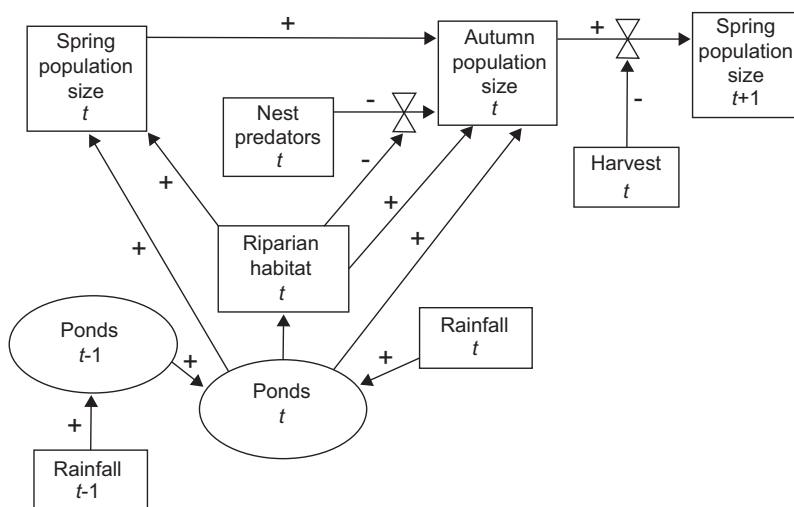 Spring
population
size
t
+
Autumn
population
size
t
+
Spring
population
size
t+1
Nest
predators
t
-
-
Harvest
t
-
+
+
+
+
Riparian
habitat
t
Ponds
t-1
+
Rainfall
t
+
Ponds
t
+
Rainfall
t-1